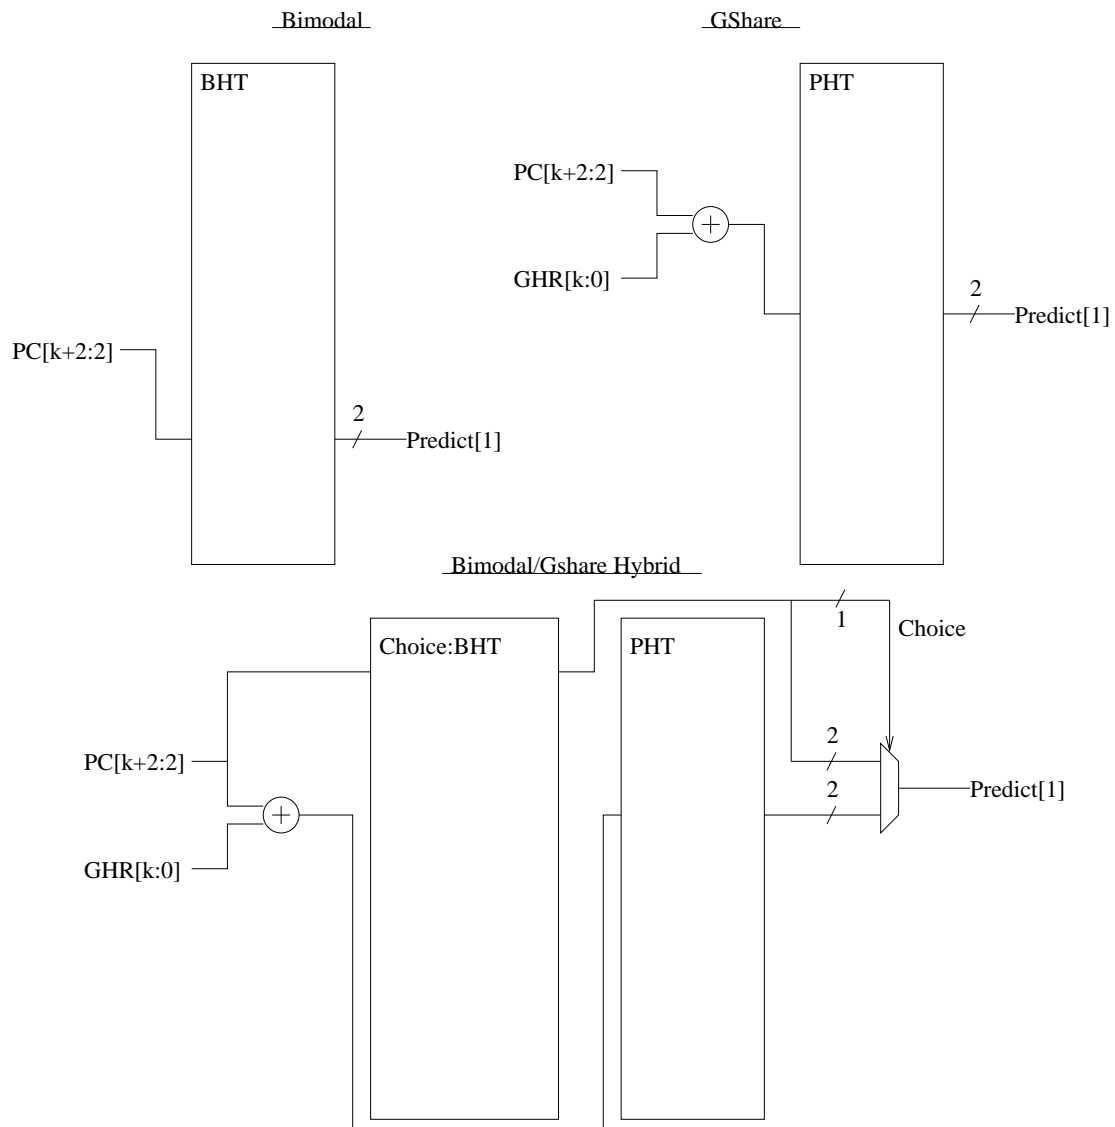 Bimodal
GShare
BHT
PHT
PC[k+2:2]
GHR[k:0]
2
Predict[1]
PC[k+2:2]
2
Predict[1]
Bimodal/Gshare Hybrid
1
Choice
Choice:BHT
PHT
PC[k+2:2]
2
Predict[1]
2
GHR[k:0]